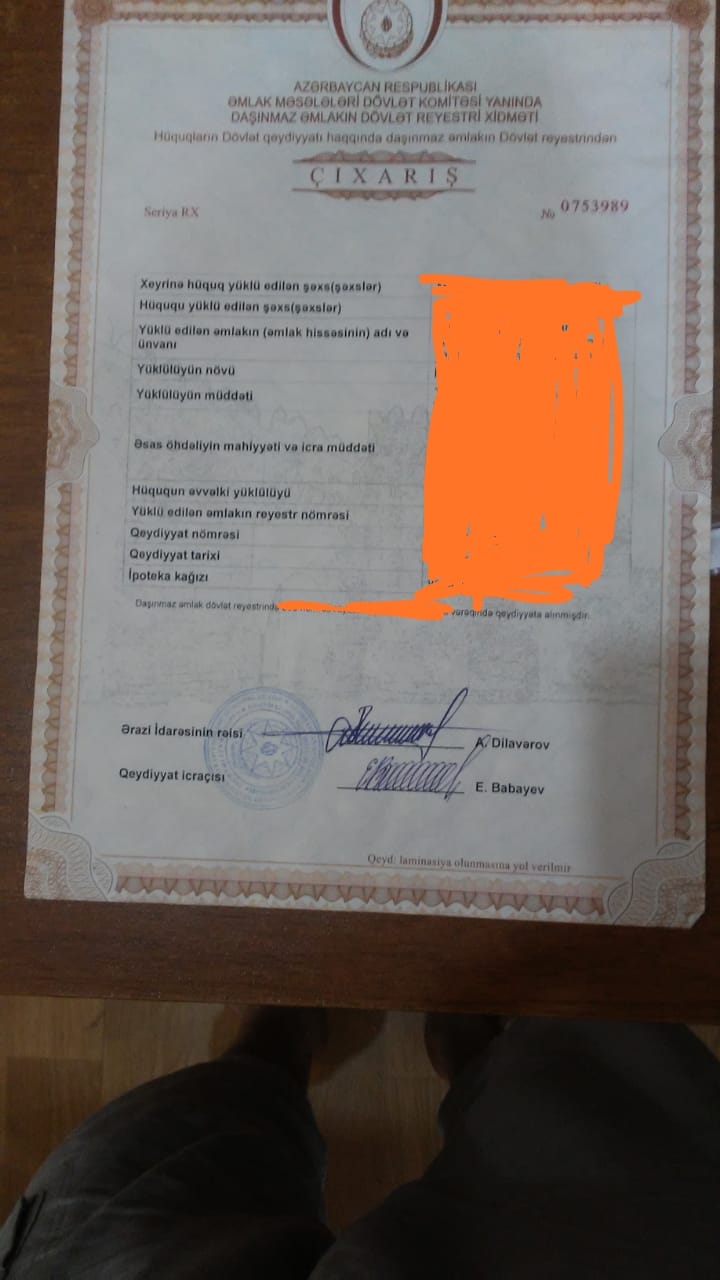 AZƏRBAYCAN RESPUBLİKASI
ƏMLAK MƏSƏLƏLƏRİ DÖVLƏT KOMİTƏSİ YANINDA
DAŞINMAZ ƏMLAKIN DÖVLƏT REYESTRİ XİDMƏTİ
Hüquqların Dövlət qeydiyyatı haqqında daşınmaz əmlakın Dövlət reyestrindən
ÇIXARIŞ
Seriya RX
№ 0753989
Xeyrinə hüquq yüklü edilən şəxs(şəxslər)
Hüququ yüklü edilən şəxs(şəxslər)
Yüklü edilən əmlakın (əmlak hissəsinin) adı və
ünvanı
Yüklülüyün növü
Yüklülüyün müddəti
Əsas öhdəliyin mahiyyəti və icra müddəti
Hüququn əvvəlki yüklülüyü
Yüklü edilən əmlakın reyestr nömrəsi
Qeydiyyat nömrəsi
Qeydiyyat tarixi
İpoteka kağızı
Daşınmaz əmlak dövlət reyestrində vərəqində qeydiyyata alınmışdır.
Ərazi İdarəsinin rəisi A. Dilavərov
Qeydiyyat icraçısı E. Babayev
Qeyd: laminasiya olunmasına yol verilmir